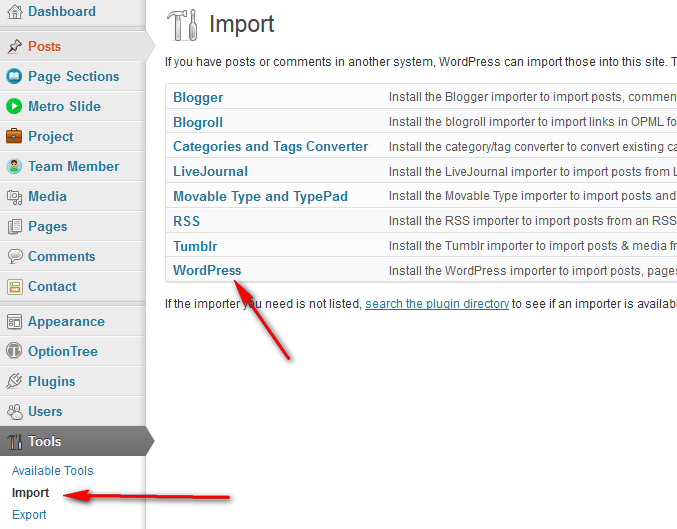 Dashboard
Posts
Page Sections
Metro Slide
Project
Team Member
Media
Pages
Comments
Contact
Appearance
OptionTree
Plugins
Users
Tools
Available Tools
Import
Export
Import
If you have posts or comments in another system, WordPress can import those into this site. T
Blogger Install the Blogger importer to import posts, commen
Blogroll Install the blogroll importer to import links in OPML fo
Categories and Tags Converter Install the category/tag converter to convert existing ca
LiveJournal Install the LiveJournal importer to import posts from L
Movable Type and TypePad Install the Movable Type importer to import posts and
RSS Install the RSS importer to import posts from an RSS
Tumblr Install the Tumblr importer to import posts & media fr
WordPress Install the WordPress importer to import posts, pages
If the importer you need is not listed, search the plugin directory to see if an importer is availabl